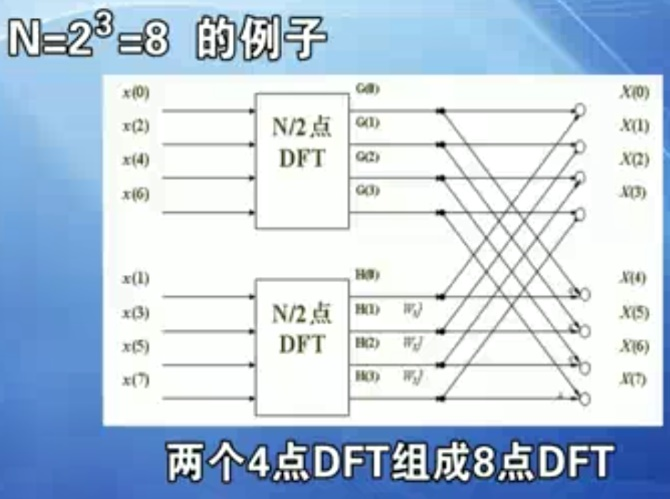 N=2³=8 的例子
x(0)
x(2)
x(4)
x(6)
N/2点
DFT
G(0)
G(1)
G(2)
G(3)
X(0)
X(1)
X(2)
X(3)
x(1)
x(3)
x(5)
x(7)
N/2点
DFT
H(0)
H(1)
H(2)
H(3)
X(4)
X(5)
X(6)
X(7)
两个4点DFT组成8点DFT